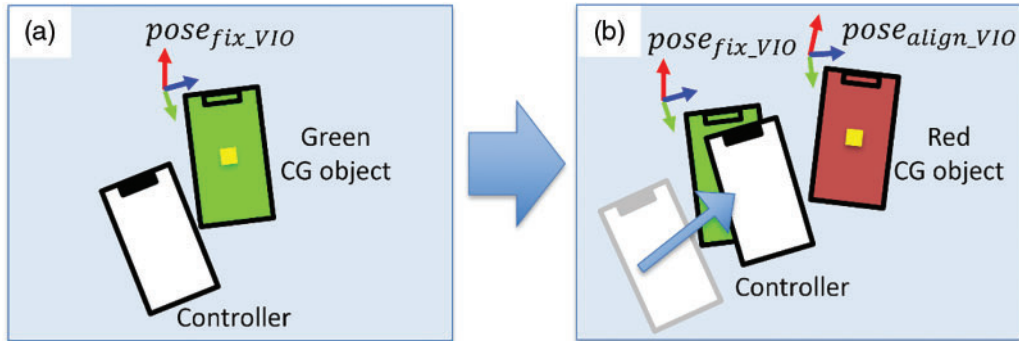 (a)
pose_fix_VIO
Green
CG object
Controller
(b)
pose_fix_VIO
pose_align_VIO
Red
CG object
Controller